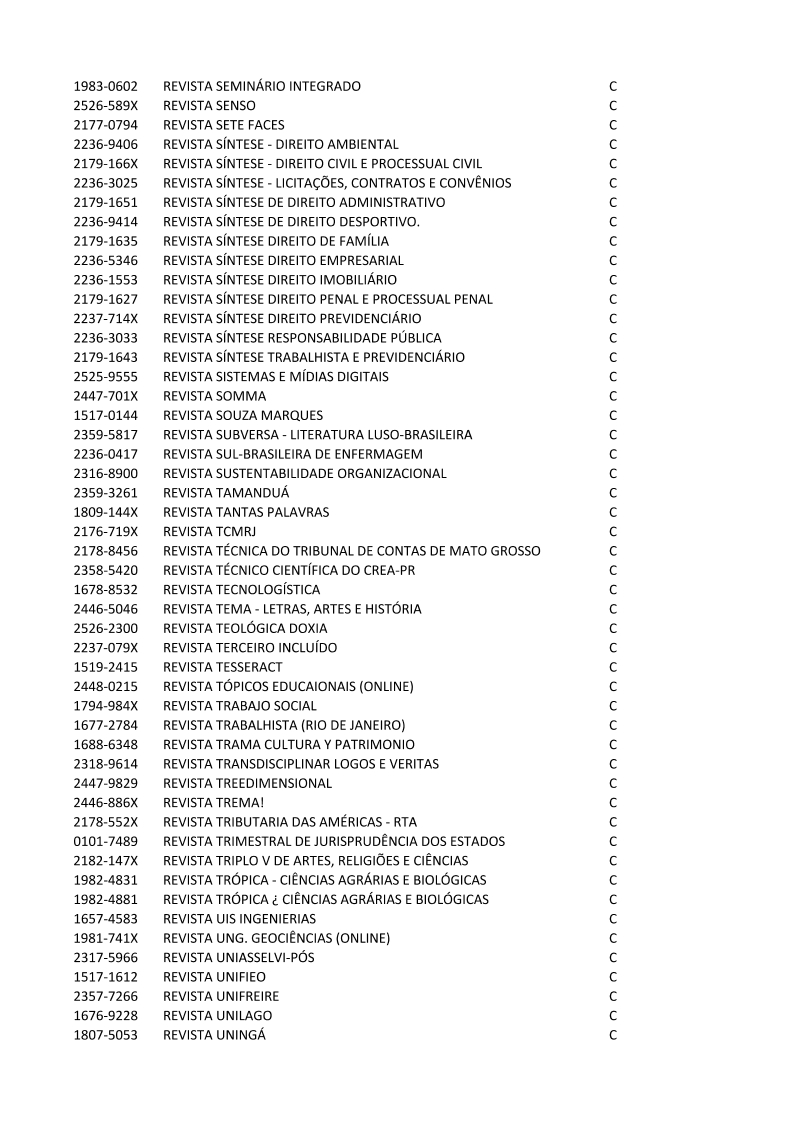 1983-0602 REVISTA SEMINÁRIO INTEGRADO C
2526-589X REVISTA SENSO C
2177-0794 REVISTA SETE FACES C
2236-9406 REVISTA SÍNTESE - DIREITO AMBIENTAL C
2179-166X REVISTA SÍNTESE - DIREITO CIVIL E PROCESSUAL CIVIL C
2236-3025 REVISTA SÍNTESE - LICITAÇÕES, CONTRATOS E CONVÊNIOS C
2179-1651 REVISTA SÍNTESE DE DIREITO ADMINISTRATIVO C
2236-9414 REVISTA SÍNTESE DE DIREITO DESPORTIVO. C
2179-1635 REVISTA SÍNTESE DIREITO DE FAMÍLIA C
2236-5346 REVISTA SÍNTESE DIREITO EMPRESARIAL C
2236-1553 REVISTA SÍNTESE DIREITO IMOBILIÁRIO C
2179-1627 REVISTA SÍNTESE DIREITO PENAL E PROCESSUAL PENAL C
2237-714X REVISTA SÍNTESE DIREITO PREVIDENCIÁRIO C
2236-3033 REVISTA SÍNTESE RESPONSABILIDADE PÚBLICA C
2179-1643 REVISTA SÍNTESE TRABALHISTA E PREVIDENCIÁRIO C
2525-9555 REVISTA SISTEMAS E MÍDIAS DIGITAIS C
2447-701X REVISTA SOMMA C
1517-0144 REVISTA SOUZA MARQUES C
2359-5817 REVISTA SUBVERSA - LITERATURA LUSO-BRASILEIRA C
2236-0417 REVISTA SUL-BRASILEIRA DE ENFERMAGEM C
2316-8900 REVISTA SUSTENTABILIDADE ORGANIZACIONAL C
2359-3261 REVISTA TAMANDUÁ C
1809-144X REVISTA TANTAS PALAVRAS C
2176-719X REVISTA TCMRJ C
2178-8456 REVISTA TÉCNICA DO TRIBUNAL DE CONTAS DE MATO GROSSO C
2358-5420 REVISTA TÉCNICO CIENTÍFICA DO CREA-PR C
1678-8532 REVISTA TECNOLOGÍSTICA C
2446-5046 REVISTA TEMA - LETRAS, ARTES E HISTÓRIA C
2526-2300 REVISTA TEOLÓGICA DOXIA C
2237-079X REVISTA TERCEIRO INCLUÍDO C
1519-2415 REVISTA TESSERACT C
2448-0215 REVISTA TÓPICOS EDUCAIONAIS (ONLINE) C
1794-984X REVISTA TRABAJO SOCIAL C
1677-2784 REVISTA TRABALHISTA (RIO DE JANEIRO) C
1688-6348 REVISTA TRAMA CULTURA Y PATRIMONIO C
2318-9614 REVISTA TRANSDISCIPLINAR LOGOS E VERITAS C
2447-9829 REVISTA TREEDIMENSIONAL C
2446-886X REVISTA TREMA! C
2178-552X REVISTA TRIBUTARIA DAS AMÉRICAS - RTA C
0101-7489 REVISTA TRIMESTRAL DE JURISPRUDÊNCIA DOS ESTADOS C
2182-147X REVISTA TRIPLO V DE ARTES, RELIGIÕES E CIÊNCIAS C
1982-4831 REVISTA TRÓPICA - CIÊNCIAS AGRÁRIAS E BIOLÓGICAS C
1982-4881 REVISTA TRÓPICA ¿ CIÊNCIAS AGRÁRIAS E BIOLÓGICAS C
1657-4583 REVISTA UIS INGENIERIAS C
1981-741X REVISTA UNG. GEOCIÊNCIAS (ONLINE) C
2317-5966 REVISTA UNIASSELVI-PÓS C
1517-1612 REVISTA UNIFIEO C
2357-7266 REVISTA UNIFREIRE C
1676-9228 REVISTA UNILAGO C
1807-5053 REVISTA UNINGÁ C